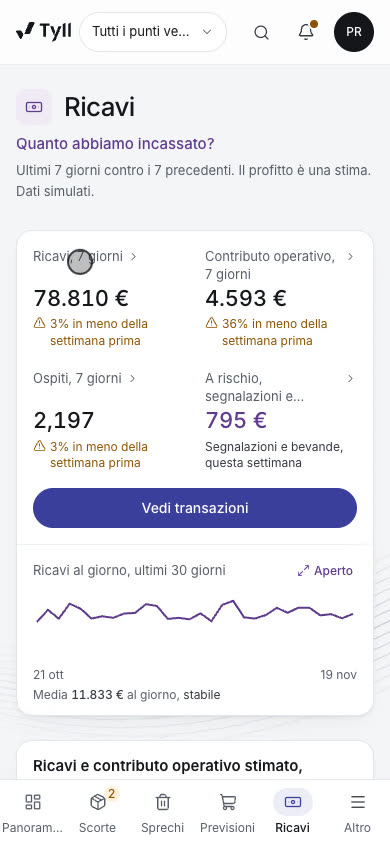 Tyll
Tutti i punti ve...
PR
Ricavi
Quanto abbiamo incassato?
Ultimi 7 giorni contro i 7 precedenti. Il profitto è una stima.
Dati simulati.
Ricavi, 7 giorni
78.810 €
3% in meno della
settimana prima
Contributo operativo,
7 giorni
4.593 €
36% in meno della
settimana prima
Ospiti, 7 giorni
2,197
3% in meno della
settimana prima
A rischio,
segnalazioni e...
795 €
Segnalazioni e bevande,
questa settimana
Vedi transazioni
Ricavi al giorno, ultimi 30 giorni
Aperto
21 ott
19 nov
Media 11.833 € al giorno, stabile
Ricavi e contributo operativo stimato,
2
Panoram...
Scorte
Sprechi
Previsioni
Ricavi
Altro